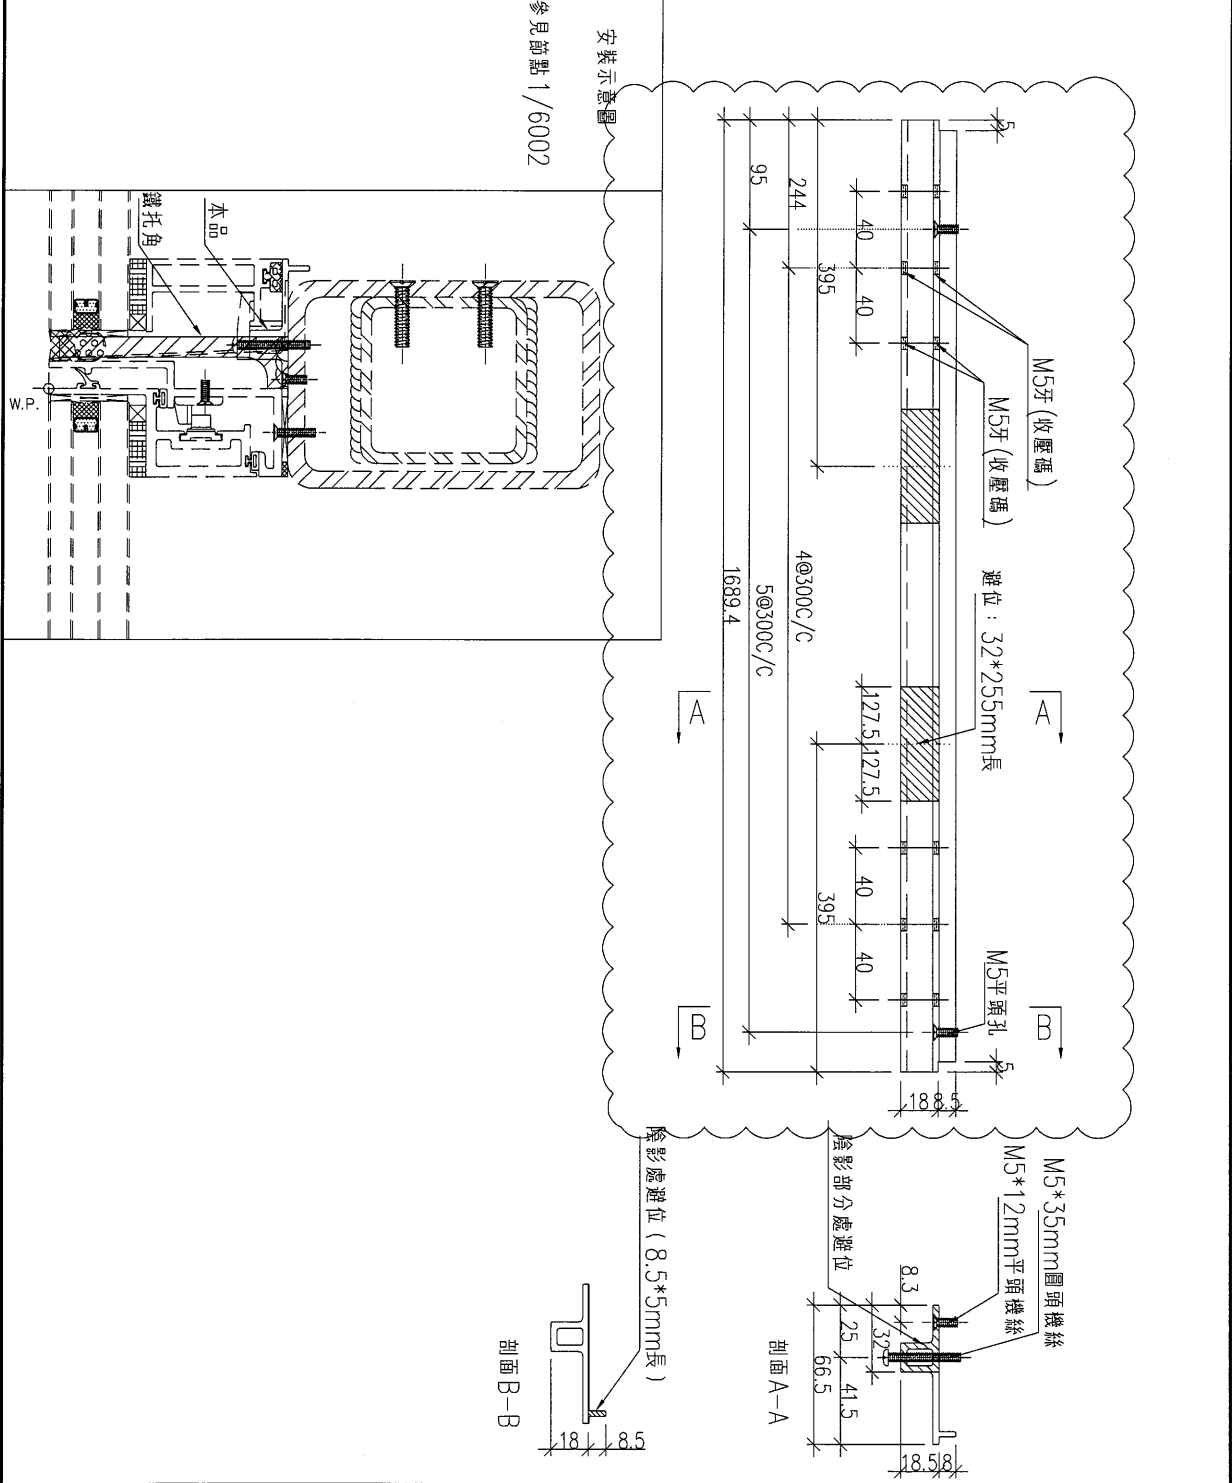 安裝示意圖
參見節點 1/6002
本品
鐵托角
W.P.
5
95
244
395
40
40
M5牙(收壓碼)
M5牙(收壓碼)
避位：32*255mm長
4@300C/C
5@300C/C
1689.4
A
A
127.5
127.5
395
40
40
M5平頭孔
B
B
5
18
8.5
M5*35mm圓頭機絲
M5*12mm平頭機絲
陰影部分處避位
8.3
25
32
41.5
66.5
18.5
8
剖面A-A
陰影處避位(8.5*5mm長)
18
8.5
剖面B-B